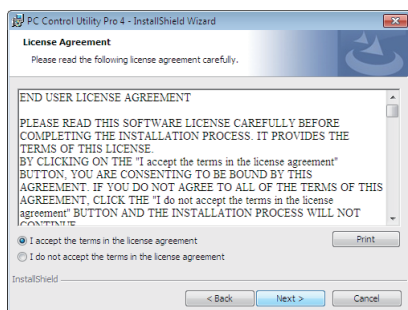 PC Control Utility Pro 4 - InstallShield Wizard
License Agreement
Please read the following license agreement carefully.
END USER LICENSE AGREEMENT
PLEASE READ THIS SOFTWARE LICENSE CAREFULLY BEFORE
COMPLETING THE INSTALLATION PROCESS. IT PROVIDES THE
TERMS OF THIS LICENSE.
BY CLICKING ON THE "I accept the terms in the license agreement"
BUTTON, YOU ARE CONSENTING TO BE BOUND BY THIS
AGREEMENT. IF YOU DO NOT AGREE TO ALL OF THE TERMS OF THIS
AGREEMENT, CLICK THE "I do not accept the terms in the license
agreement" BUTTON AND THE INSTALLATION PROCESS WILL NOT
CONTINUE
I accept the terms in the license agreement
Print
I do not accept the terms in the license agreement
InstallShield
< Back
Next >
Cancel